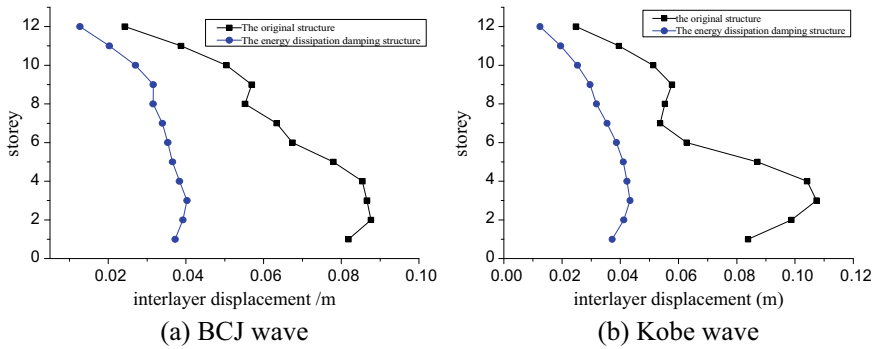 The original structure
The energy dissipation damping structure
12
10
8
6
4
2
0
storey
0.02
0.04
0.06
0.08
0.10
interlayer displacement /m
(a) BCJ wave
the original structure
The energy dissipation damping structure
12
10
8
6
4
2
0
storey
0.00
0.02
0.04
0.06
0.08
0.10
0.12
interlayer displacement (m)
(b) Kobe wave